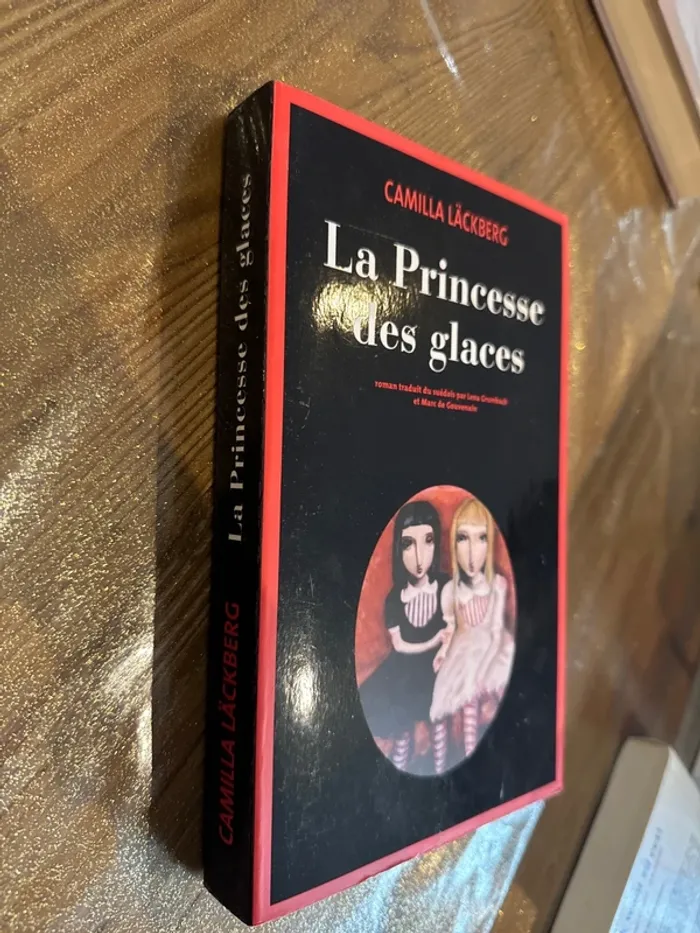 CAMILLA LÄCKBERG
La Princesse
des glaces
roman traduit du suédois par Lena Grumbach
et Marc de Gouvenain
La Princesse des glaces
CAMILLA LÄCKBERG